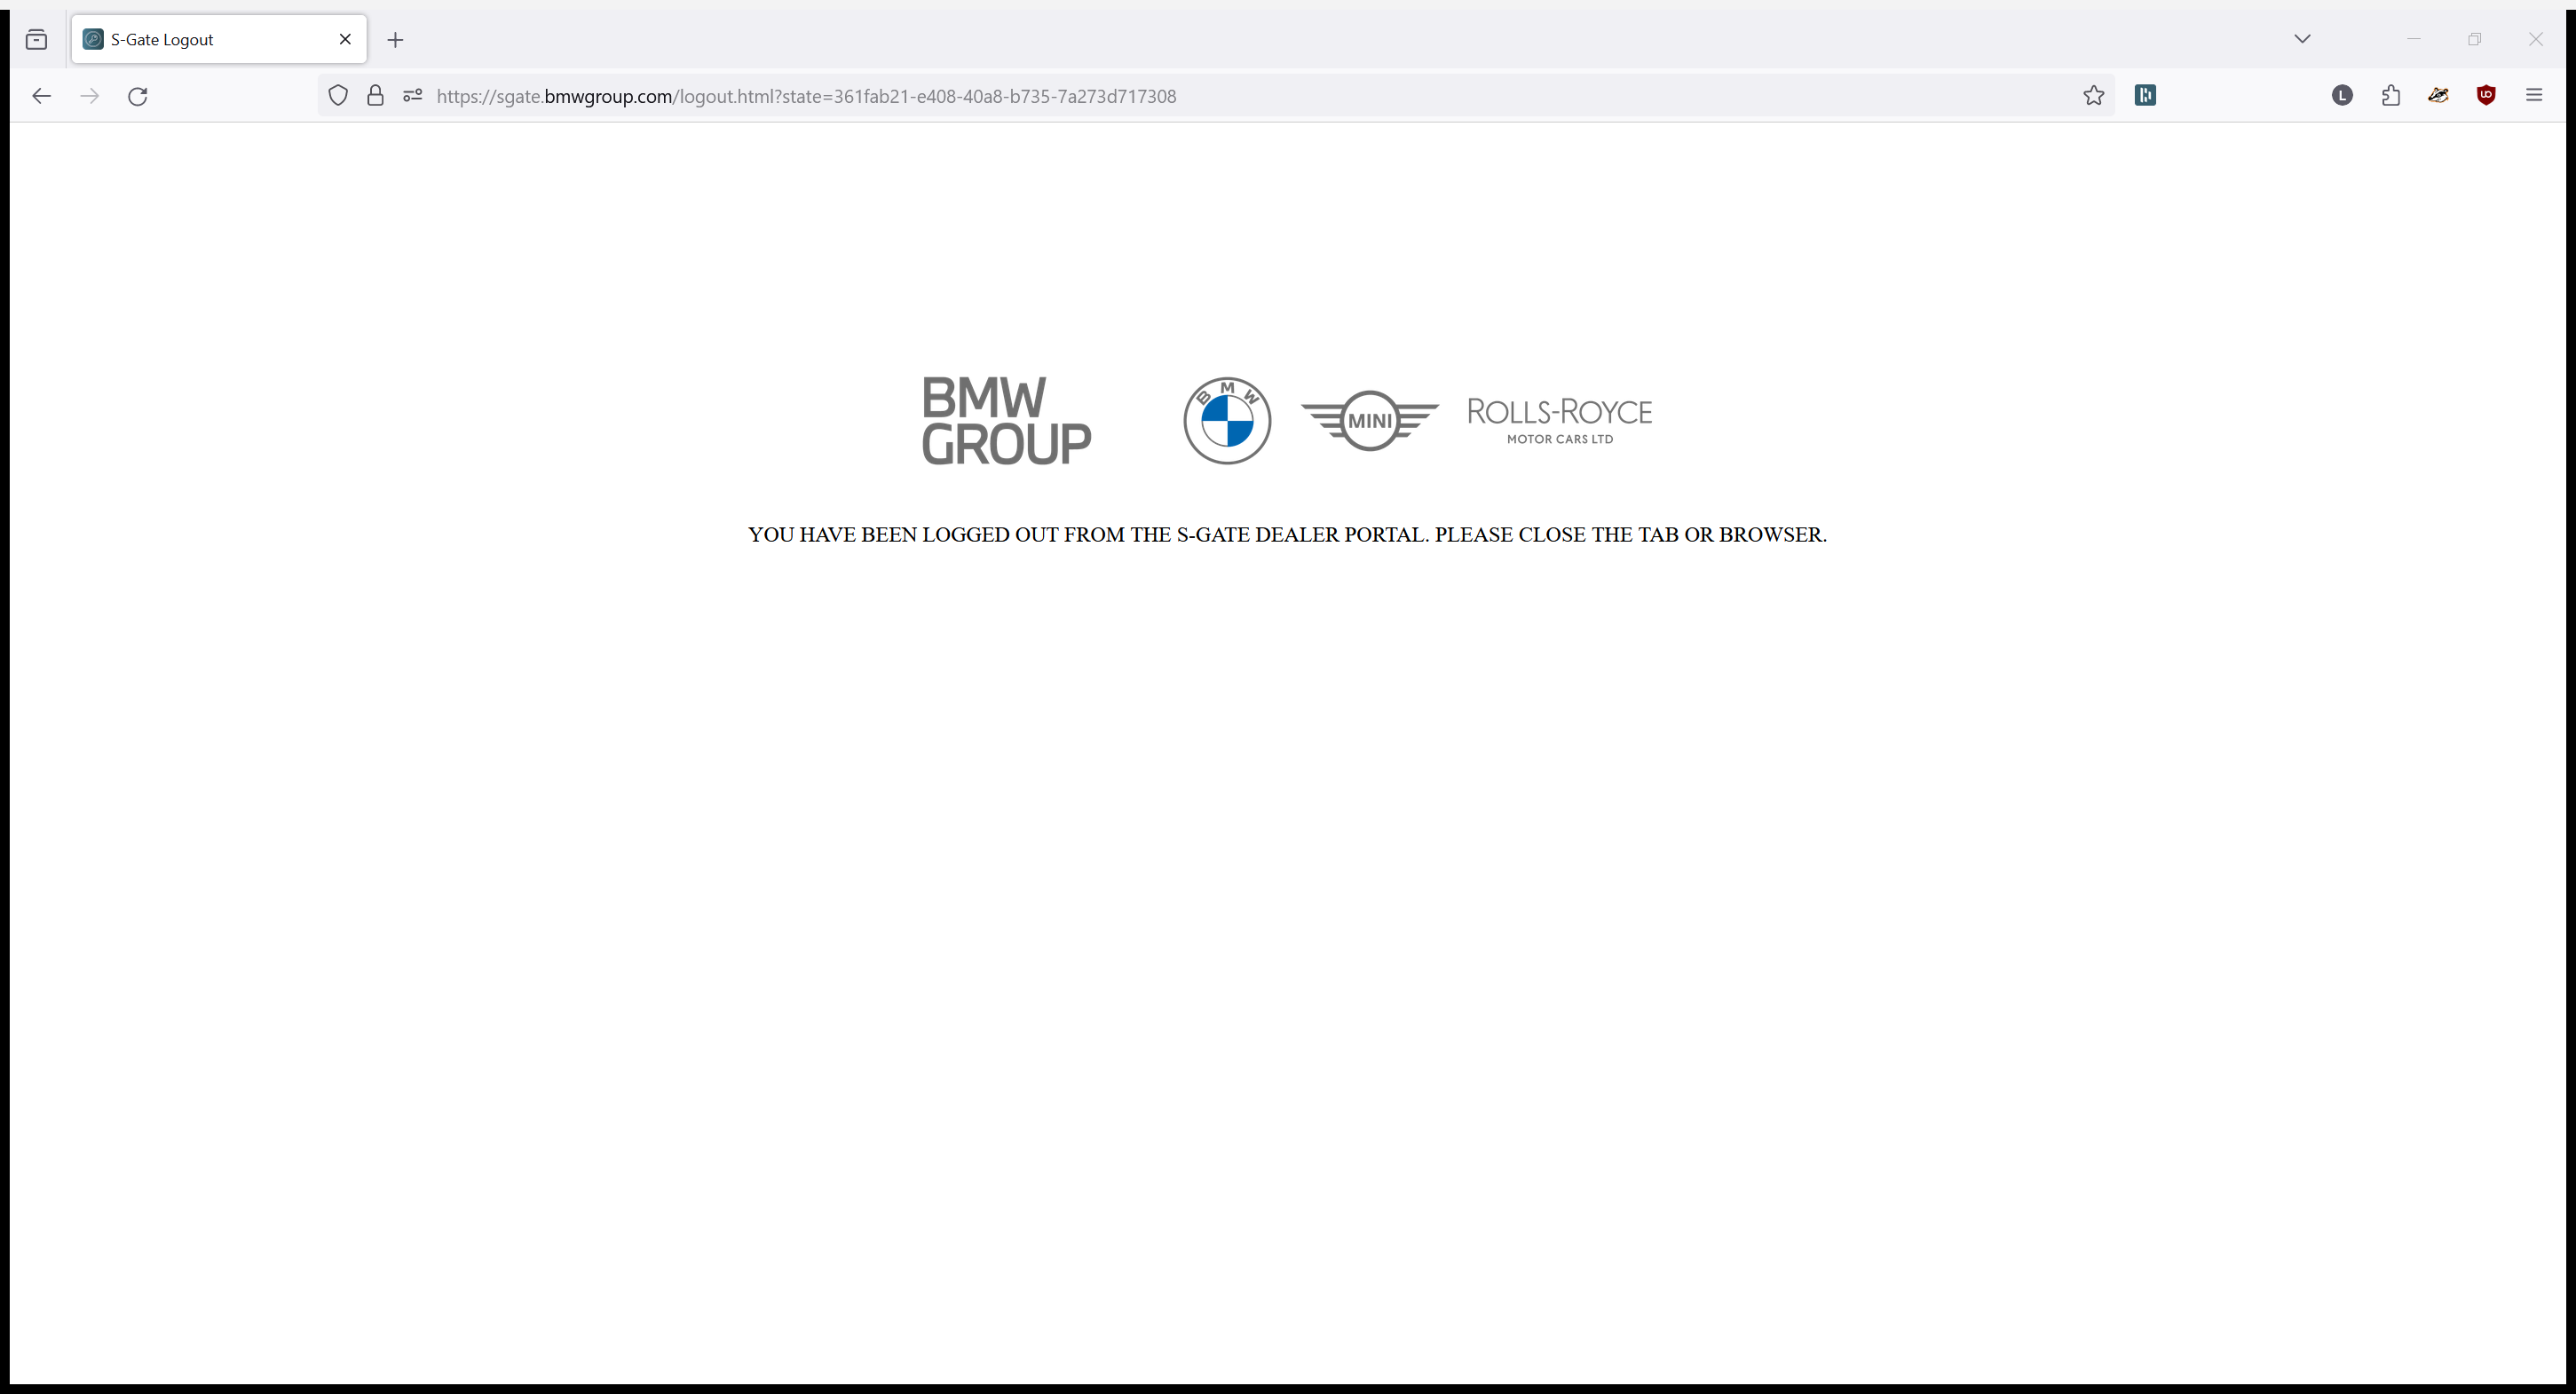 S-Gate Logout
https://sgate.bmwgroup.com/logout.html?state=361fab21-e408-40a8-b735-7a273d717308
L
BMW
GROUP
BMW
MINI
ROLLS-ROYCE
MOTOR CARS LTD
YOU HAVE BEEN LOGGED OUT FROM THE S-GATE DEALER PORTAL. PLEASE CLOSE THE TAB OR BROWSER.